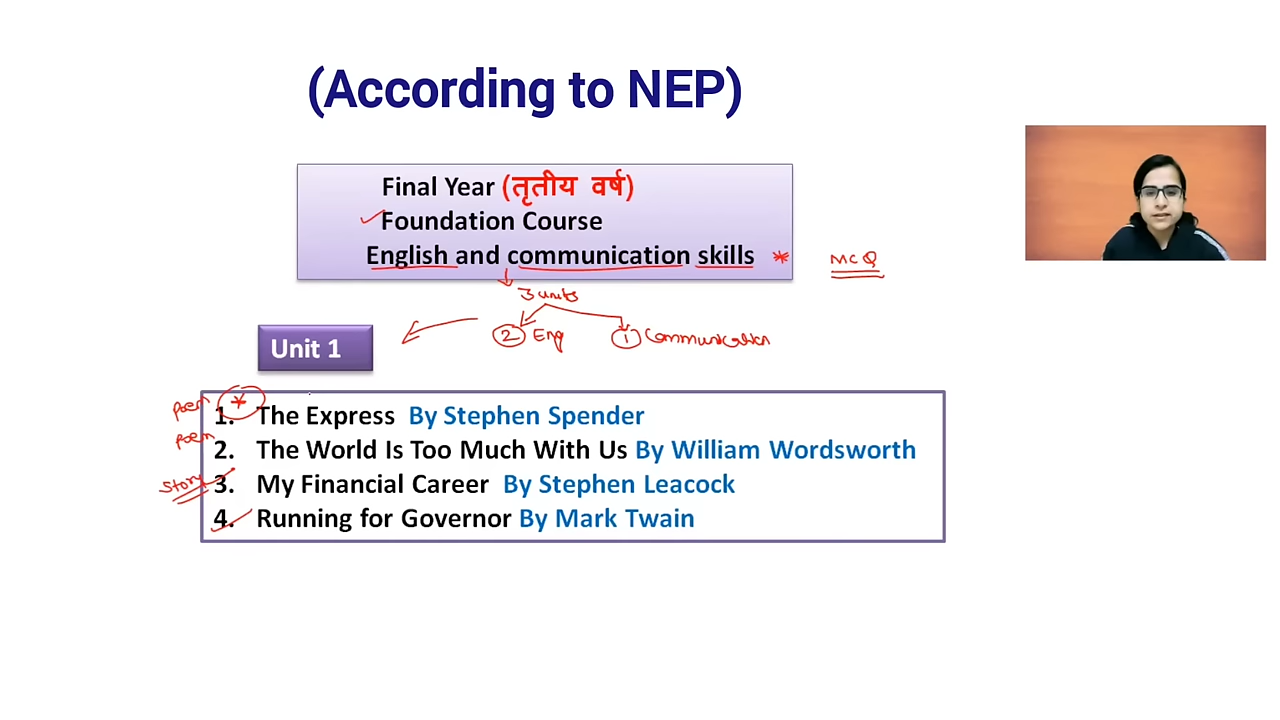 (According to NEP)
Final Year (तृतीय वर्ष)
Foundation Course
English and communication skills * MCQ
3 units
2 Eng 1 Communication
Unit 1
Poem * 1. The Express By Stephen Spender
Poem 2. The World Is Too Much With Us By William Wordsworth
Story 3. My Financial Career By Stephen Leacock
4. Running for Governor By Mark Twain